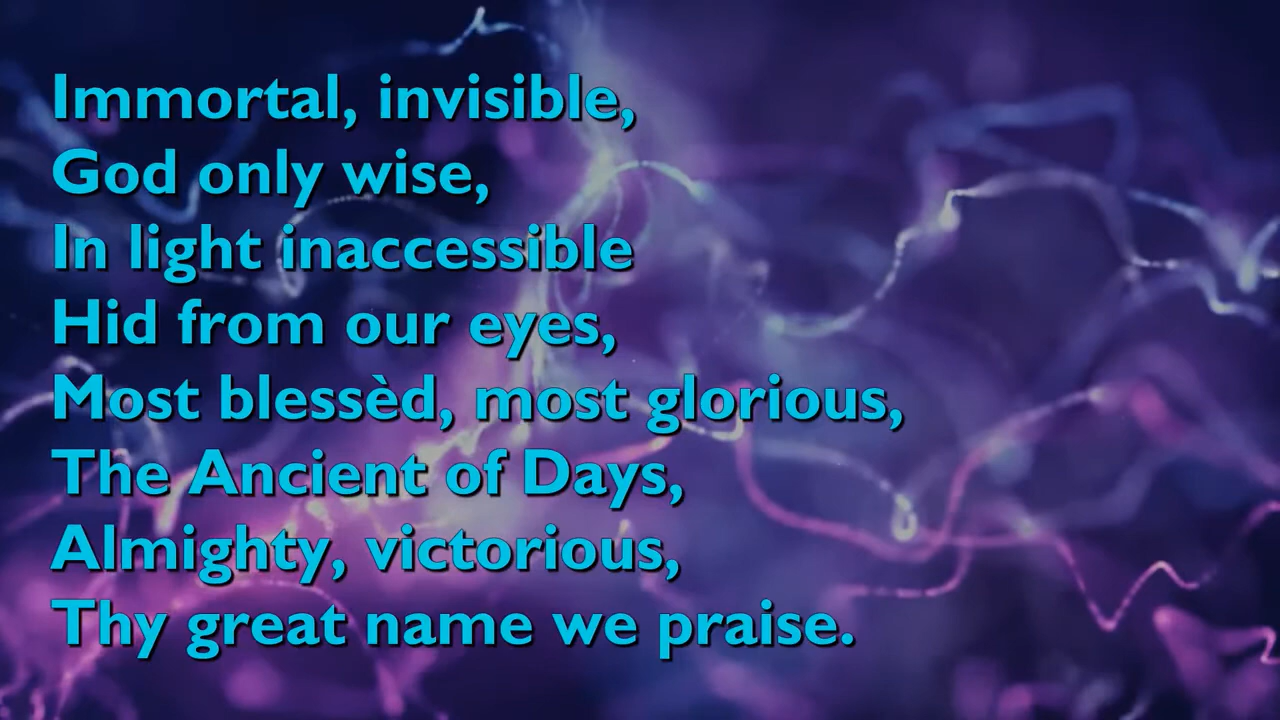 Immortal, invisible,
God only wise,
In light inaccessible
Hid from our eyes,
Most blessèd, most glorious,
The Ancient of Days,
Almighty, victorious,
Thy great name we praise.